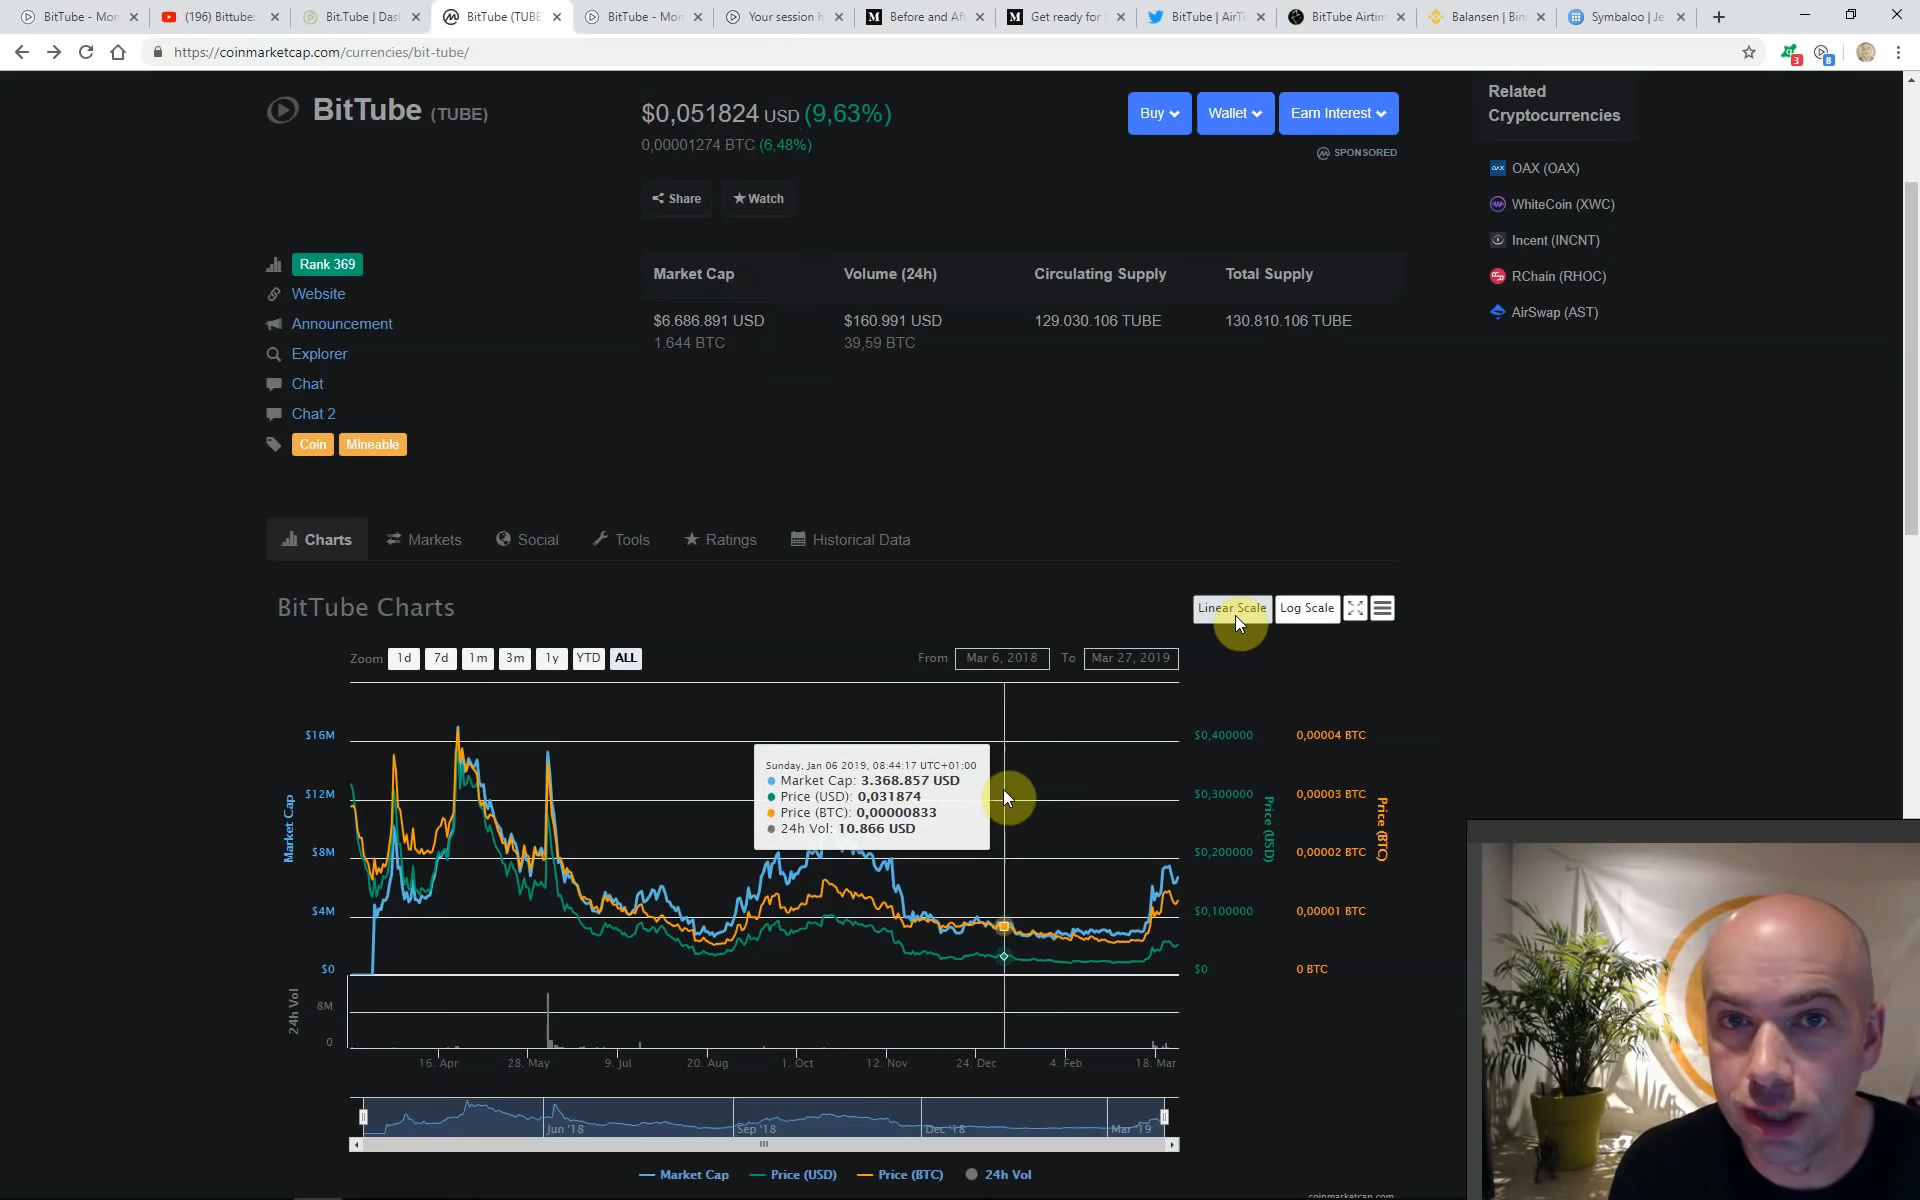 BitTube - Mon
(196) Bittube:
Bit.Tube | Das
BitTube (TUBE
BitTube - Mon
Your session h
Before and Af
Get ready for
BitTube | AirTi
BitTube Airtim
Balansen | Bin
Symbaloo | Je
https://coinmarketcap.com/currencies/bit-tube/
3
8
BitTube (TUBE)
$0,051824 USD (9,63%)
0,00001274 BTC (6,48%)
Buy
Wallet
Earn Interest
SPONSORED
Share
Watch
Related
Cryptocurrencies
OAX (OAX)
WhiteCoin (XWC)
Incent (INCNT)
RChain (RHOC)
AirSwap (AST)
Rank 369
Website
Announcement
Explorer
Chat
Chat 2
Coin
Mineable
Market Cap
Volume (24h)
Circulating Supply
Total Supply
$6.686.891 USD
$160.991 USD
129.030.106 TUBE
130.810.106 TUBE
1.644 BTC
39,59 BTC
Charts
Markets
Social
Tools
Ratings
Historical Data
BitTube Charts
Linear Scale
Log Scale
Zoom
1d
7d
1m
3m
1y
YTD
ALL
From
Mar 6, 2018
To
Mar 27, 2019
$16M
$12M
$8M
$4M
$0
Market Cap
$0,400000
$0,300000
$0,200000
$0,100000
$0
Price (USD)
0,00004 BTC
0,00003 BTC
0,00002 BTC
0,00001 BTC
0 BTC
Price (BTC)
Sunday, Jan 06 2019, 08:44:17 UTC+01:00
Market Cap: 3.368.857 USD
Price (USD): 0,031874
Price (BTC): 0,00000833
24h Vol: 10.866 USD
24h Vol
8M
0
16. Apr
28. May
9. Jul
20. Aug
1. Oct
12. Nov
24. Dec
4. Feb
18. Mar
Jun '18
Sep '18
Dec '18
Mar '19
Market Cap
Price (USD)
Price (BTC)
24h Vol
coinmarketcap.com